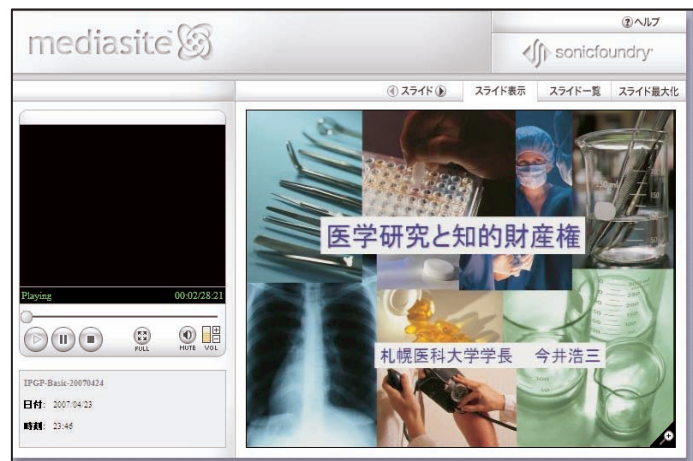 mediasite
?ヘルプ
sonicfoundry
スライド
スライド表示
スライド一覧
スライド最大化
医学研究と知的財産権
札幌医科大学学長 今井浩三
Playing 00:02/28:21
FULL
MUTE
VOL
IPGP-Basic-20070424
日付: 2007/04/23
時刻: 23:46